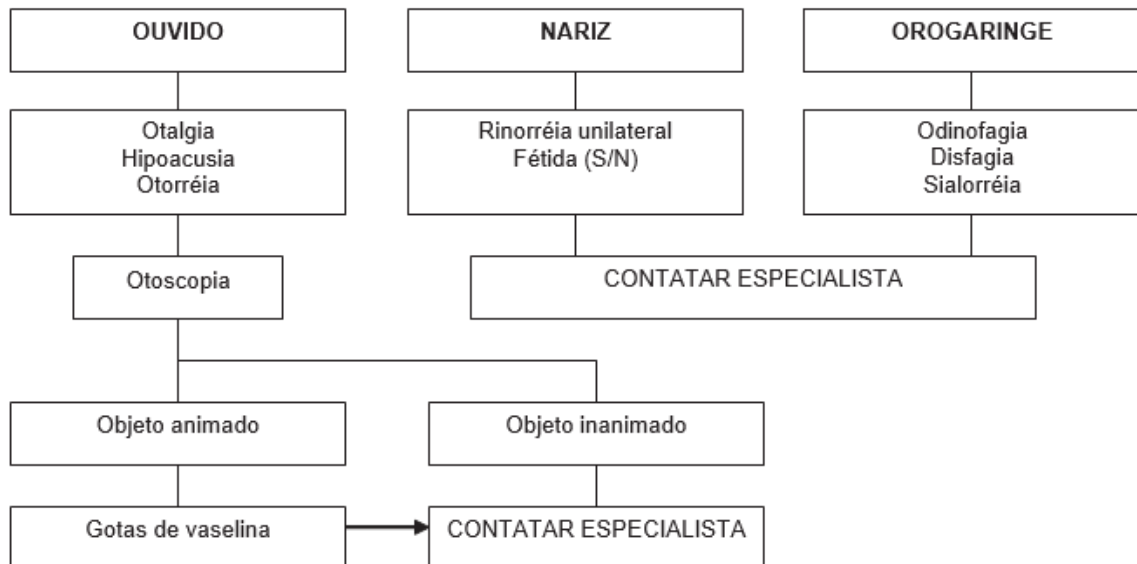 OUVIDO
NARIZ
OROGARINGE
Otalgia
Hipoacusia
Otorréia
Rinorréia unilateral
Fétida (S/N)
Odinofagia
Disfagia
Sialorréia
Otoscopia
CONTATAR ESPECIALISTA
Objeto animado
Objeto inanimado
Gotas de vaselina
CONTATAR ESPECIALISTA